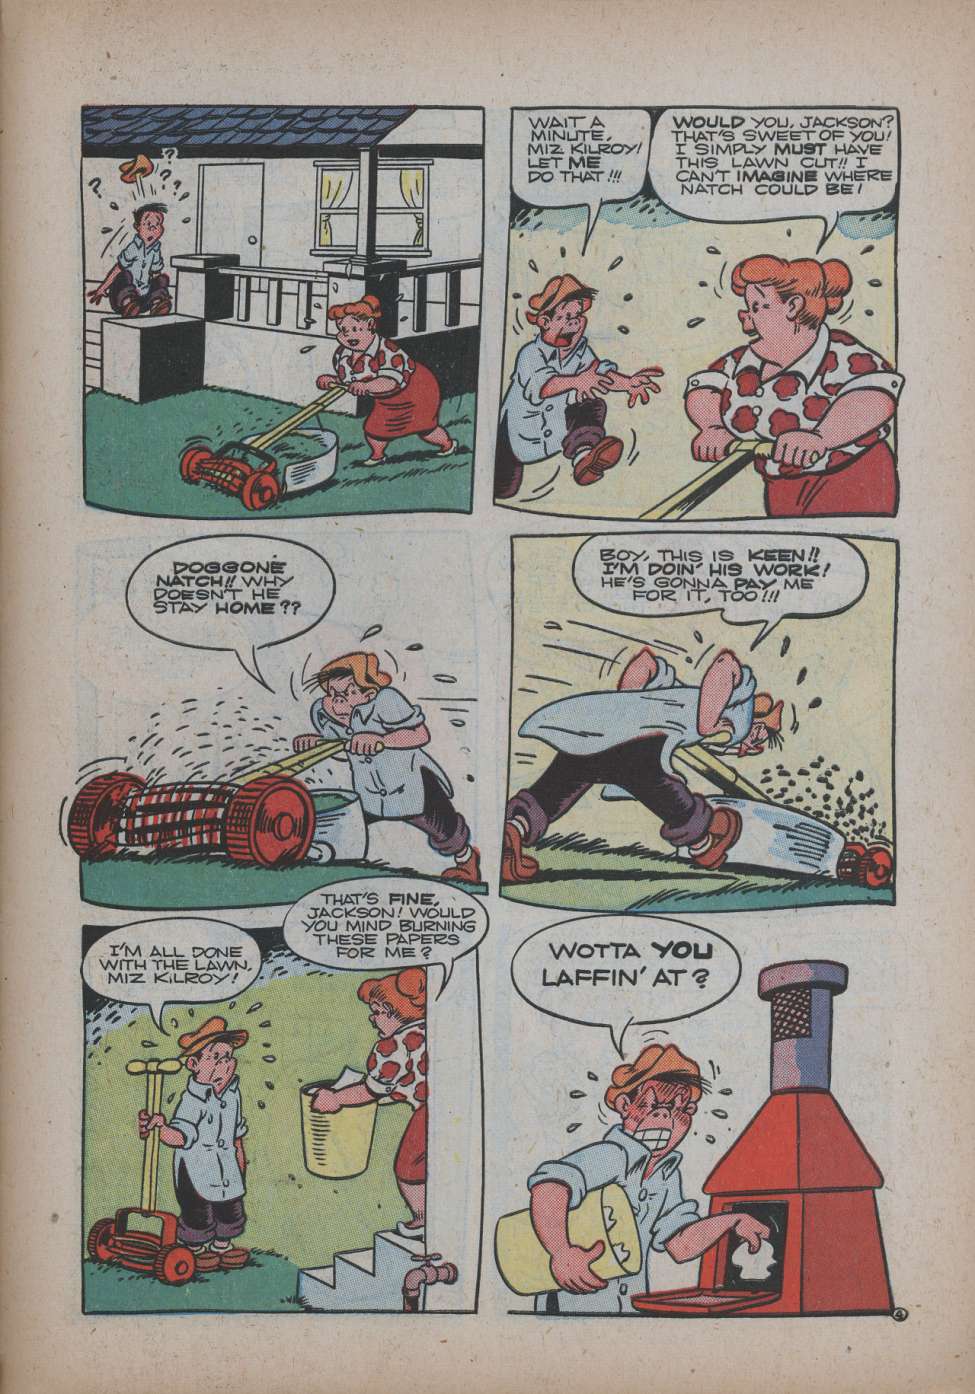 ?
?
?
?
?
WAIT A
MINUTE,
MIZ KILROY!
LET ME
DO THAT!!!
WOULD YOU, JACKSON?
THAT'S SWEET OF YOU!
I SIMPLY MUST HAVE
THIS LAWN CUT!! I
CAN'T IMAGINE WHERE
NATCH COULD BE!
DOGGONE
NATCH!! WHY
DOESN'T HE
STAY HOME??
BOY, THIS IS KEEN!!
I'M DOIN' HIS WORK!
HE'S GONNA PAY ME
FOR IT, TOO!!!
I'M ALL DONE
WITH THE LAWN,
MIZ KILROY!
THAT'S FINE,
JACKSON! WOULD
YOU MIND BURNING
THESE PAPERS
FOR ME?
WOTTA YOU
LAFFIN' AT?
4